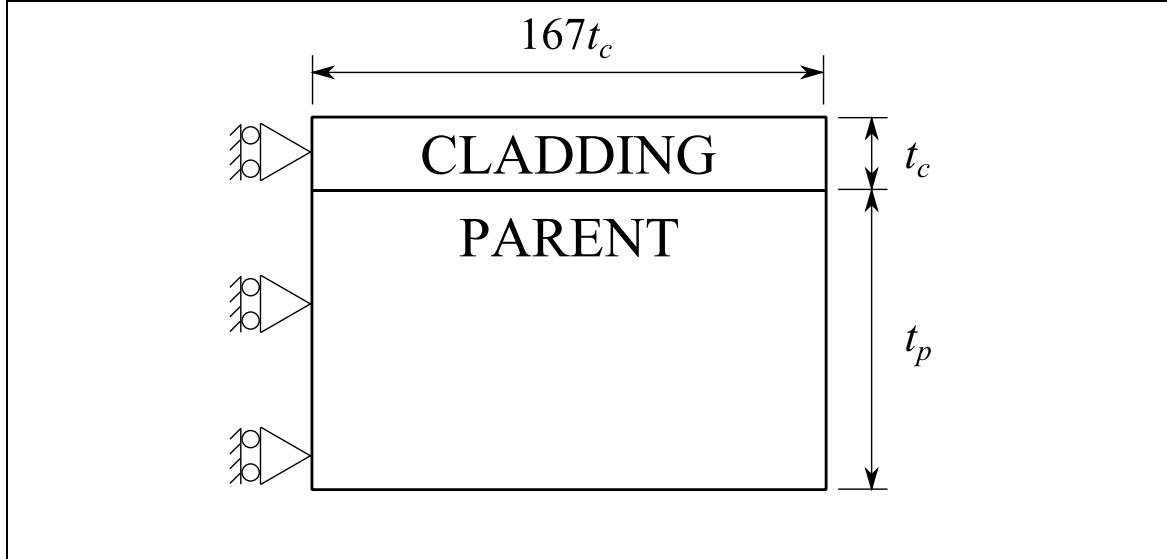 167t_c
CLADDING
t_c
PARENT
t_p